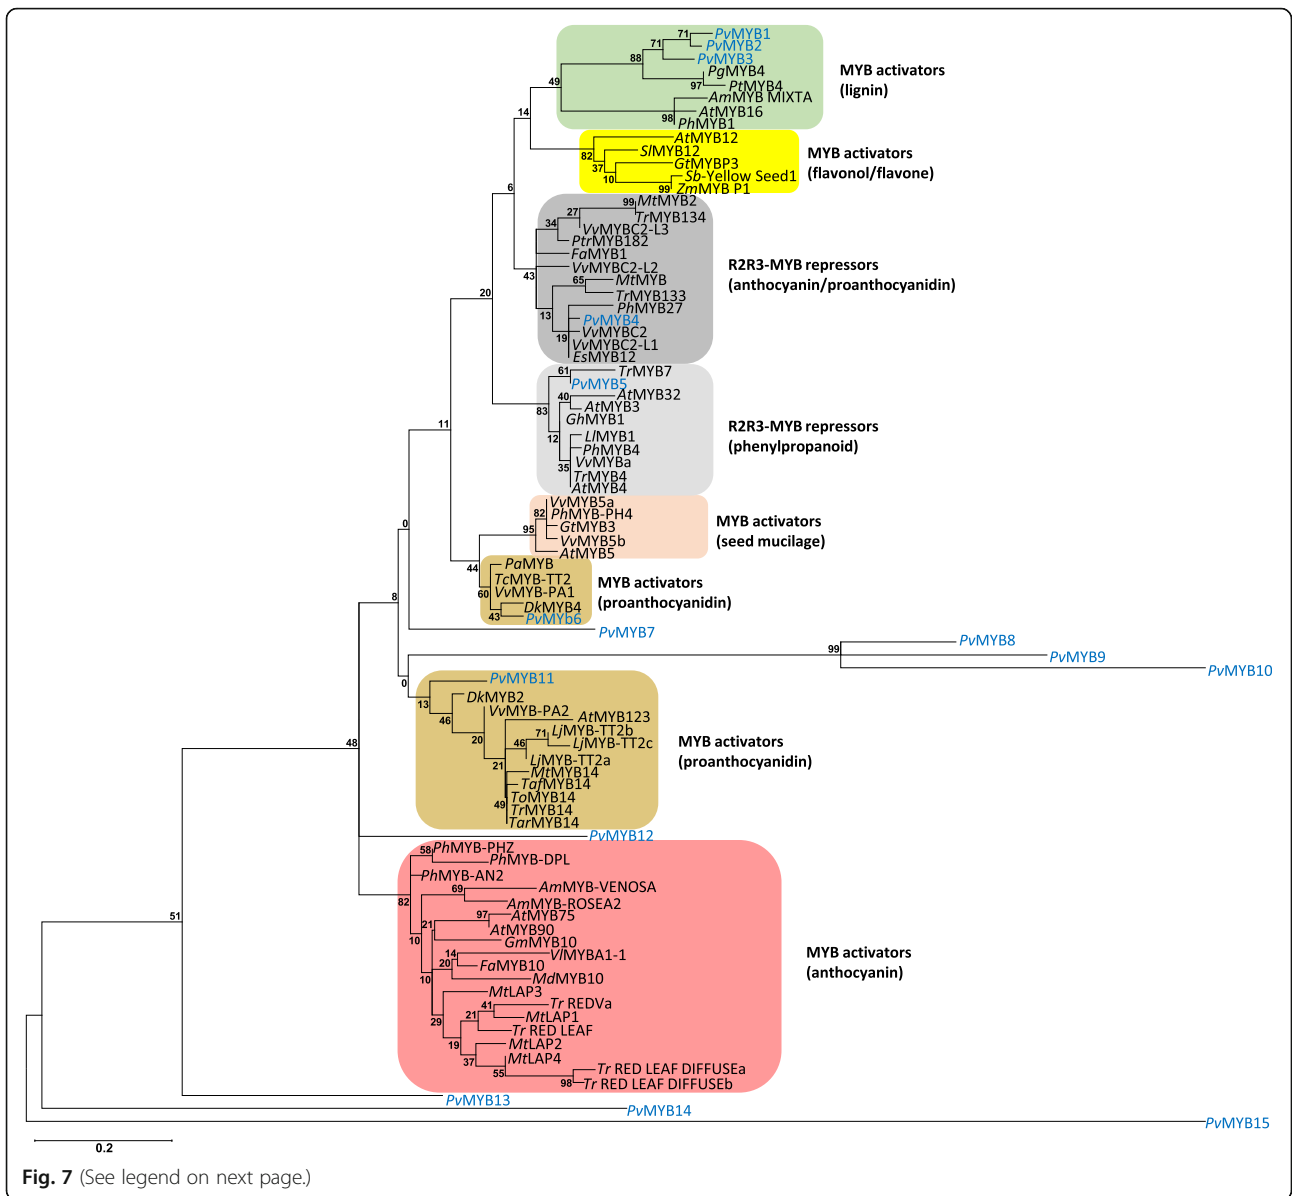 71
PvMYB1
PvMYB2
71
PvMYB3
88
PgMYB4
97
PtMYB4
49
AmMYB MIXTA
AtMYB16
98
PhMYB1
MYB activators
(lignin)
14
AtMYB12
82
SlMYB12
37
GtMYBP3
10
Sb-Yellow Seed1
99
ZmMYB P1
MYB activators
(flavonol/flavone)
6
99
MtMYB2
27
TrMYB134
34
VvMYBC2-L3
PtrMYB182
FaMYB1
VvMYBC2-L2
43
65
MtMYB
TrMYB133
PhMYB27
13
PvMYB4
19
VvMYBC2
VvMYBC2-L1
EsMYB12
R2R3-MYB repressors
(anthocyanin/proanthocyanidin)
20
61
TrMYB7
PvMYB5
83
40
AtMYB32
AtMYB3
GhMYB1
12
LlMYB1
PhMYB4
35
VvMYBa
TrMYB4
AtMYB4
R2R3-MYB repressors
(phenylpropanoid)
11
VvMYB5a
82
PhMYB-PH4
GtMYB3
95
VvMYB5b
AtMYB5
MYB activators
(seed mucilage)
0
44
PaMYB
TcMYB-TT2
60
VvMYB-PA1
DkMYB4
43
PvMYb6
MYB activators
(proanthocyanidin)
8
PvMYB7
99
PvMYB8
PvMYB9
PvMYB10
0
PvMYB11
13
DkMYB2
46
VvMYB-PA2
20
AtMYB123
71
LjMYB-TT2b
46
LjMYB-TT2c
21
LjMYB-TT2a
MtMYB14
TafMYB14
49
ToMYB14
TrMYB14
TarMYB14
MYB activators
(proanthocyanidin)
48
PvMYB12
58
PhMYB-PHZ
PhMYB-DPL
PhMYB-AN2
82
69
AmMYB-VENOSA
AmMYB-ROSEA2
10
21
97
AtMYB75
AtMYB90
GmMYB10
10
14
VlMYBA1-1
20
FaMYB10
MdMYB10
MtLAP3
29
41
Tr REDVa
21
MtLAP1
Tr RED LEAF
19
MtLAP2
37
MtLAP4
55
Tr RED LEAF DIFFUSEa
98
Tr RED LEAF DIFFUSEb
MYB activators
(anthocyanin)
51
PvMYB13
PvMYB14
PvMYB15
0.2
Fig. 7 (See legend on next page.)